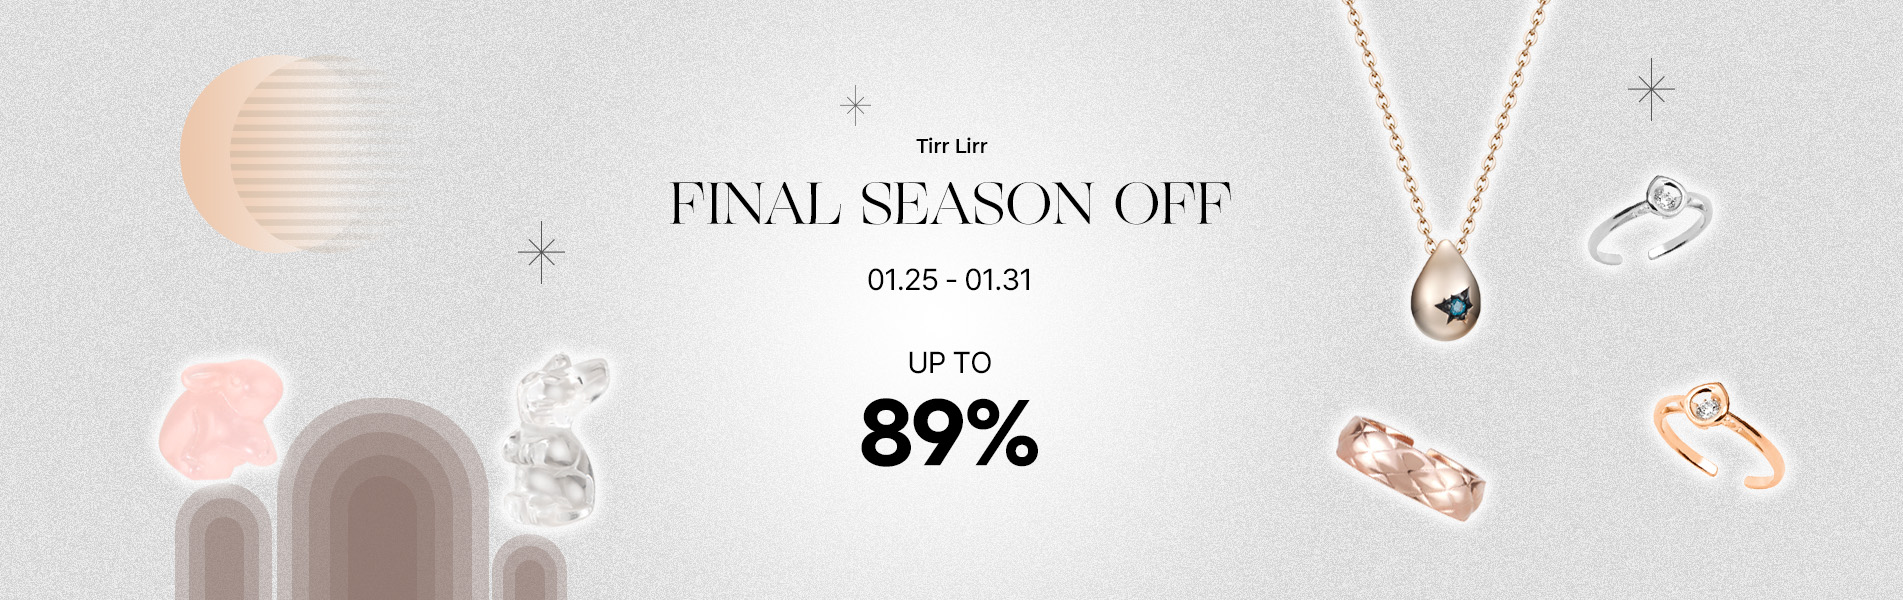 Tirr Lirr
FINAL SEASON OFF
01.25 - 01.31
UP TO
89%